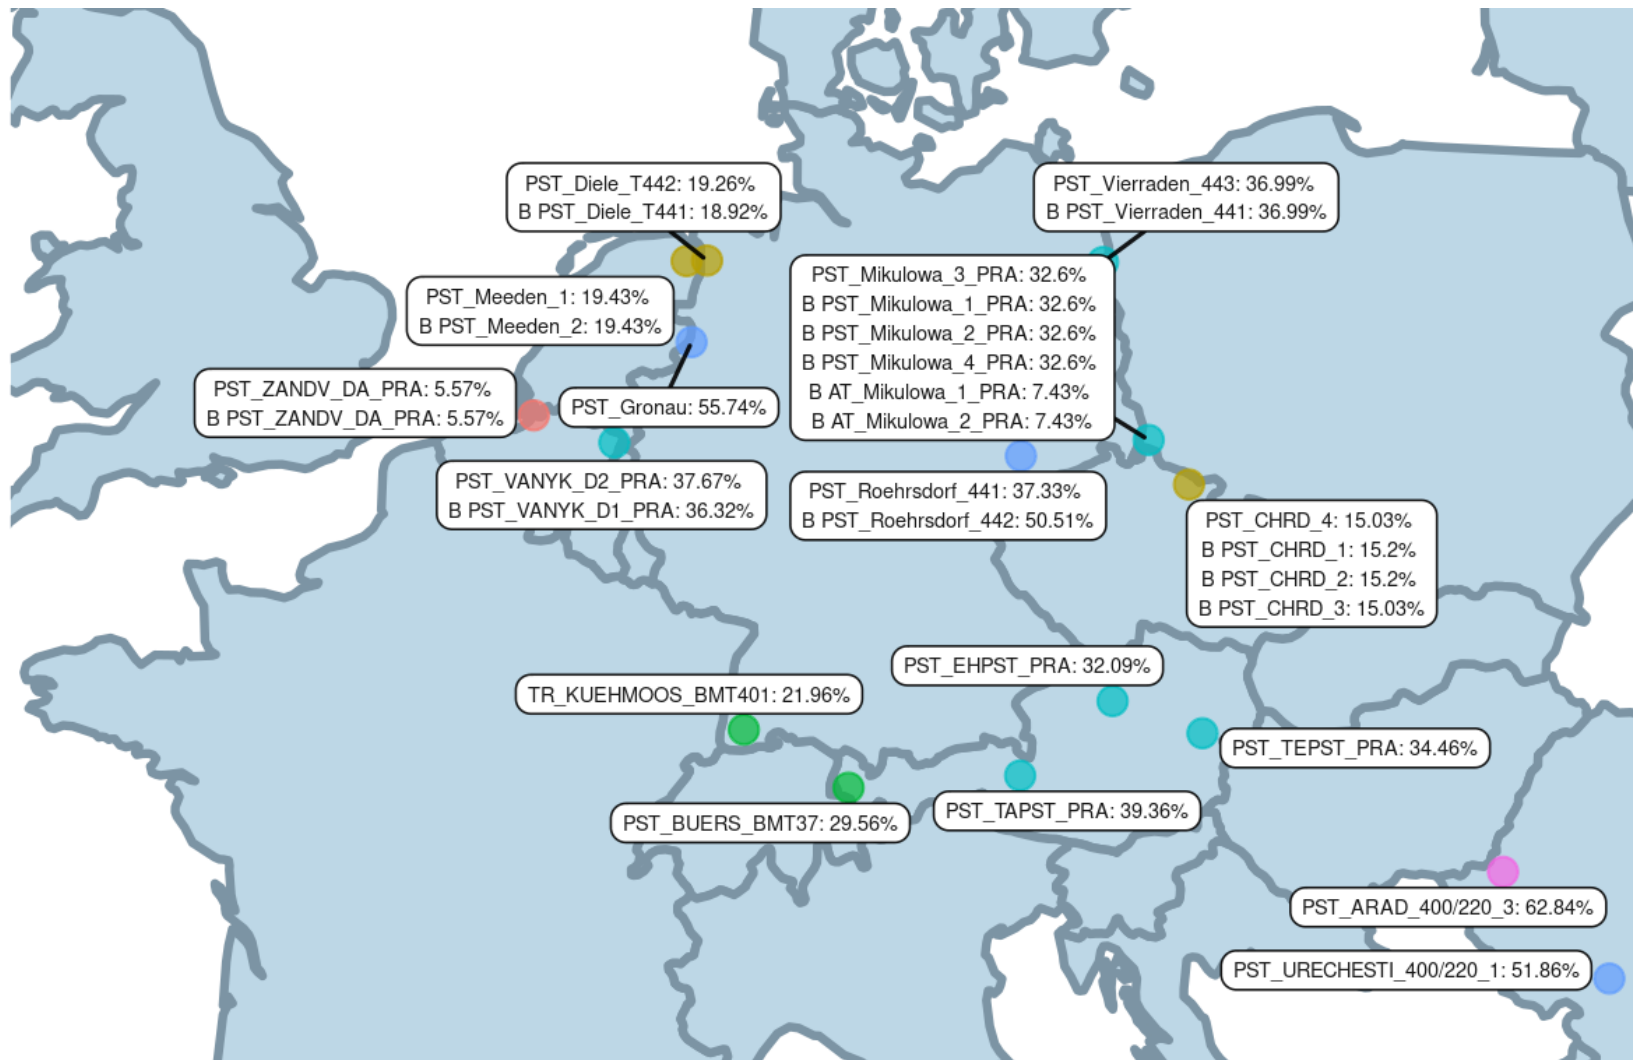 PST_Diele_T442: 19.26%
B PST_Diele_T441: 18.92%
PST_Vierraden_443: 36.99%
B PST_Vierraden_441: 36.99%
PST_Meeden_1: 19.43%
B PST_Meeden_2: 19.43%
PST_Mikulowa_3_PRA: 32.6%
B PST_Mikulowa_1_PRA: 32.6%
B PST_Mikulowa_2_PRA: 32.6%
B PST_Mikulowa_4_PRA: 32.6%
B AT_Mikulowa_1_PRA: 7.43%
B AT_Mikulowa_2_PRA: 7.43%
PST_ZANDV_DA_PRA: 5.57%
B PST_ZANDV_DA_PRA: 5.57%
PST_Gronau: 55.74%
PST_VANYK_D2_PRA: 37.67%
B PST_VANYK_D1_PRA: 36.32%
PST_Roehrsdorf_441: 37.33%
B PST_Roehrsdorf_442: 50.51%
PST_CHRD_4: 15.03%
B PST_CHRD_1: 15.2%
B PST_CHRD_2: 15.2%
B PST_CHRD_3: 15.03%
PST_EHPST_PRA: 32.09%
TR_KUEHMOOS_BMT401: 21.96%
PST_TEPST_PRA: 34.46%
PST_TAPST_PRA: 39.36%
PST_BUERS_BMT37: 29.56%
PST_ARAD_400/220_3: 62.84%
PST_URECHESTI_400/220_1: 51.86%